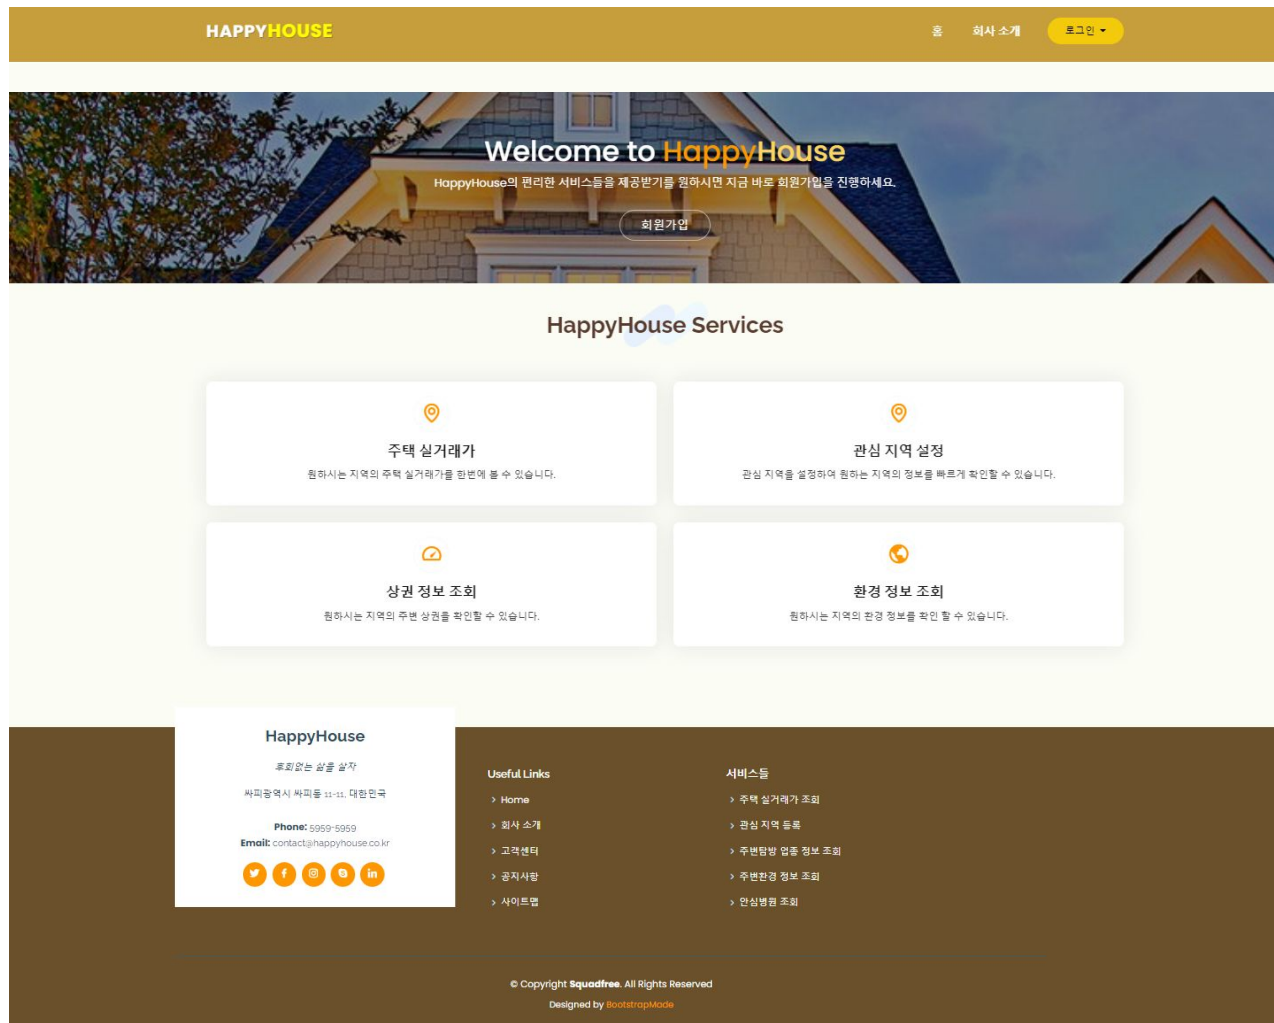 HAPPYHOUSE
홈 회사 소개 로그인
Welcome to HappyHouse
HappyHouse의 편리한 서비스들을 제공받기를 원하시면 지금 바로 회원가입을 진행하세요.
회원가입
HappyHouse Services
주택 실거래가
원하시는 지역의 주택 실거래가를 한번에 볼 수 있습니다.
관심 지역 설정
관심 지역을 설정하여 원하는 지역의 정보를 빠르게 확인할 수 있습니다.
상권 정보 조회
원하시는 지역의 주변 상권을 확인할 수 있습니다.
환경 정보 조회
원하시는 지역의 환경 정보를 확인 할 수 있습니다.
HappyHouse
후회없는 삶을 살자
싸피광역시 싸피동 11-11, 대한민국
Phone: 5959-5959
Email: contact@happyhouse.co.kr
Useful Links
Home
회사 소개
고객센터
공지사항
사이트맵
서비스들
주택 실거래가 조회
관심 지역 등록
주변탐방 업종 정보 조회
주변환경 정보 조회
안심병원 조회
© Copyright Squadfree. All Rights Reserved
Designed by BootstrapMade